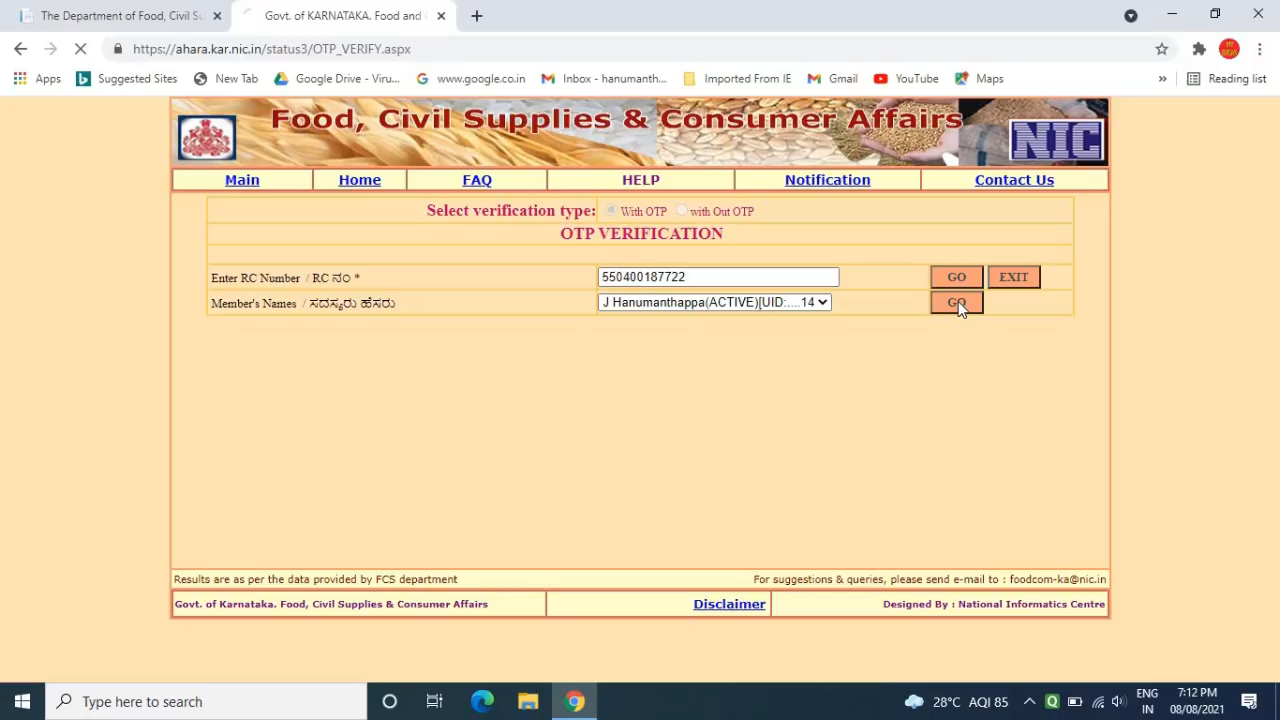 The Department of Food, Civil Su
Govt. of KARNATAKA. Food and
https://ahara.kar.nic.in/status3/OTP_VERIFY.aspx
Apps Suggested Sites New Tab Google Drive - Viru... www.google.co.in Inbox - hanumanth... Imported From IE Gmail YouTube Maps » Reading list
Food, Civil Supplies & Consumer Affairs
NIC
Main Home FAQ HELP Notification Contact Us
Select verification type: With OTP with Out OTP
OTP VERIFICATION
Enter RC Number / RC ನಂ * 550400187722 GO EXIT
Member's Names / ಸದಸ್ಯರು ಹೆಸರು J Hanumanthappa(ACTIVE)[UID:....14 GO
Results are as per the data provided by FCS department For suggestions & queries, please send e-mail to : foodcom-ka@nic.in
Govt. of Karnataka. Food, Civil Supplies & Consumer Affairs Disclaimer Designed By : National Informatics Centre
Type here to search 28°C AQI 85 ENG IN 7:12 PM 08/08/2021